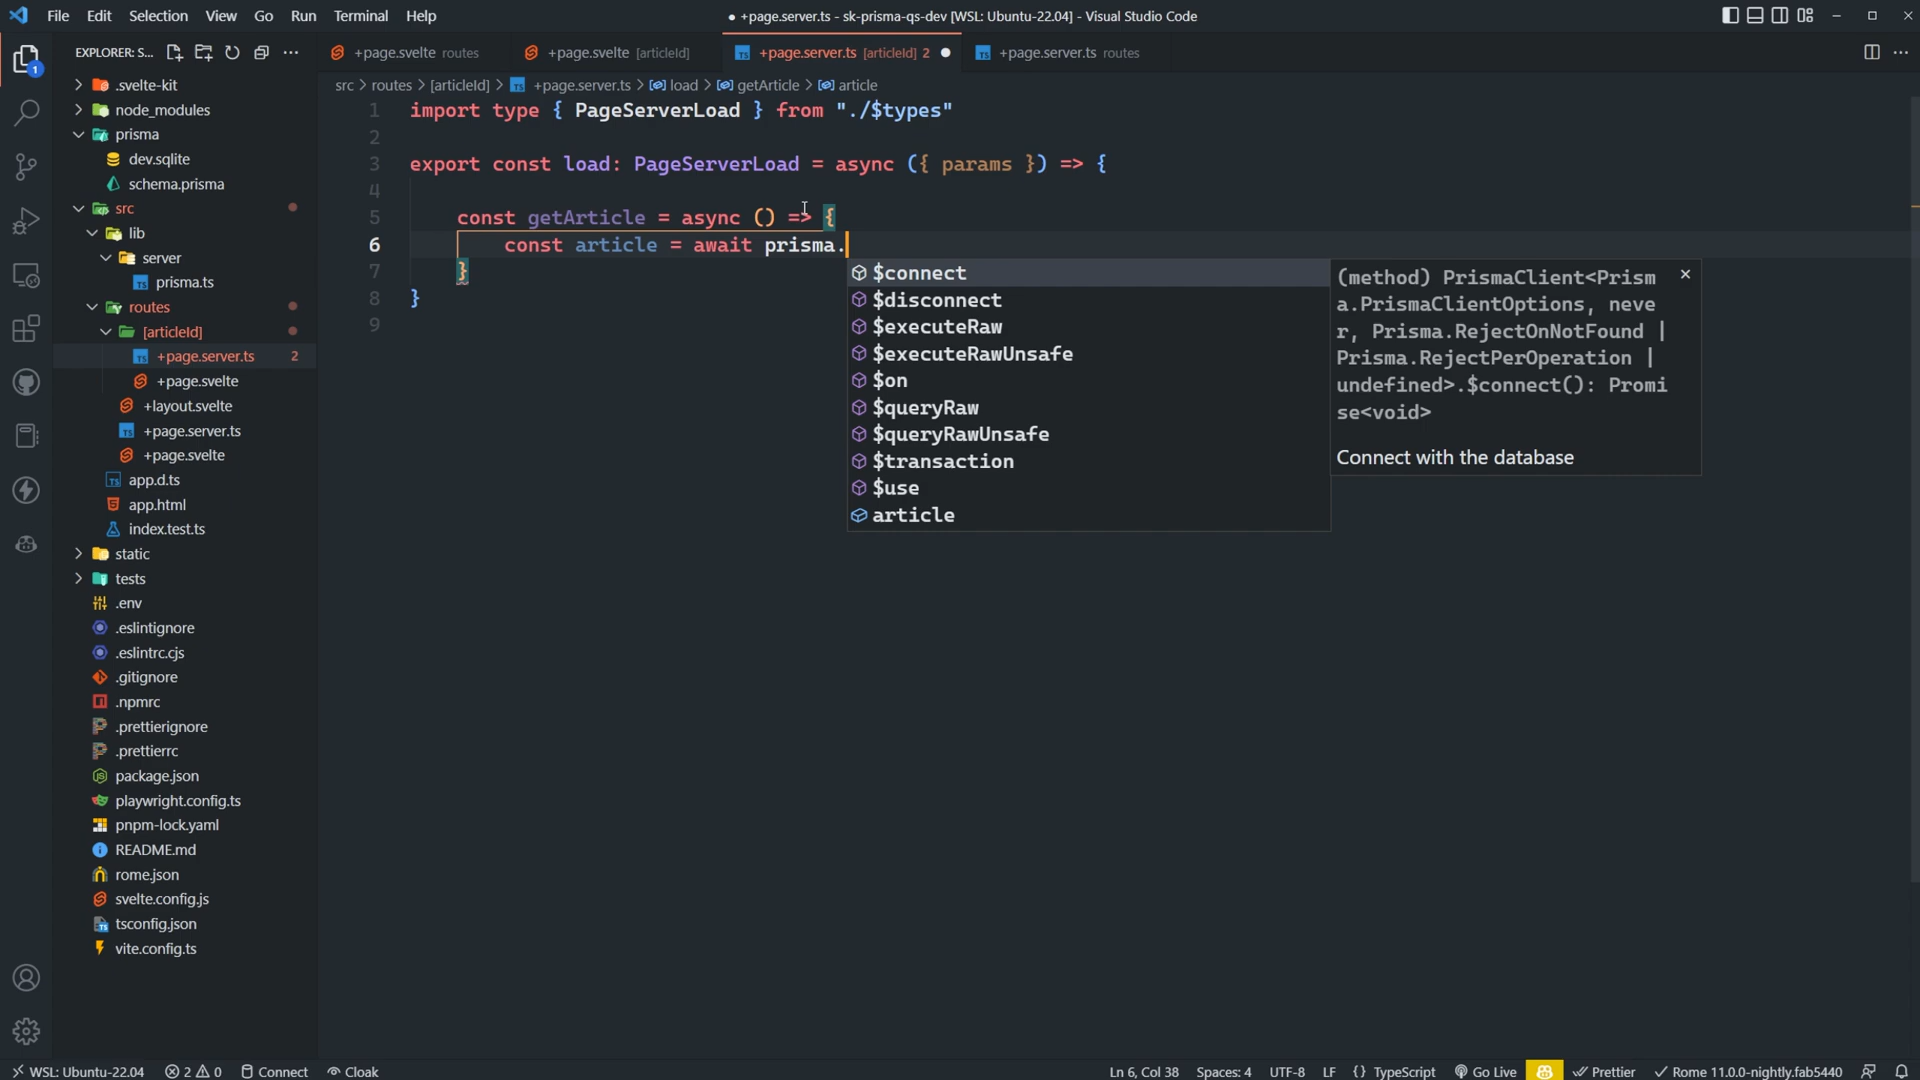 File Edit Selection View Go Run Terminal Help
● +page.server.ts - sk-prisma-qs-dev [WSL: Ubuntu-22.04] - Visual Studio Code
EXPLORER: S...
+page.svelte routes
+page.svelte [articleId]
+page.server.ts [articleId] 2 ●
+page.server.ts routes
src > routes > [articleId] > +page.server.ts > load > getArticle > article
1
.svelte-kit
node_modules
prisma
dev.sqlite
schema.prisma
src
lib
server
prisma.ts
routes
[articleId]
+page.server.ts 2
+page.svelte
+layout.svelte
+page.server.ts
+page.svelte
app.d.ts
app.html
index.test.ts
static
tests
.env
.eslintignore
.eslintrc.cjs
.gitignore
.npmrc
.prettierignore
.prettierrc
package.json
playwright.config.ts
pnpm-lock.yaml
README.md
rome.json
svelte.config.js
tsconfig.json
vite.config.ts
1 import type { PageServerLoad } from "./$types"
2
3 export const load: PageServerLoad = async ({ params }) => {
4
5 const getArticle = async () => {
6 const article = await prisma.
7 }
8 }
9
$connect
$disconnect
$executeRaw
$executeRawUnsafe
$on
$queryRaw
$queryRawUnsafe
$transaction
$use
article
(method) PrismaClient<Prism
a.PrismaClientOptions, neve
r, Prisma.RejectOnNotFound |
Prisma.RejectPerOperation |
undefined>.$connect(): Promi
se<void>
Connect with the database
WSL: Ubuntu-22.04 2 0 Connect Cloak
Ln 6, Col 38 Spaces: 4 UTF-8 LF {} TypeScript Go Live Prettier Rome 11.0.0-nightly.fab5440